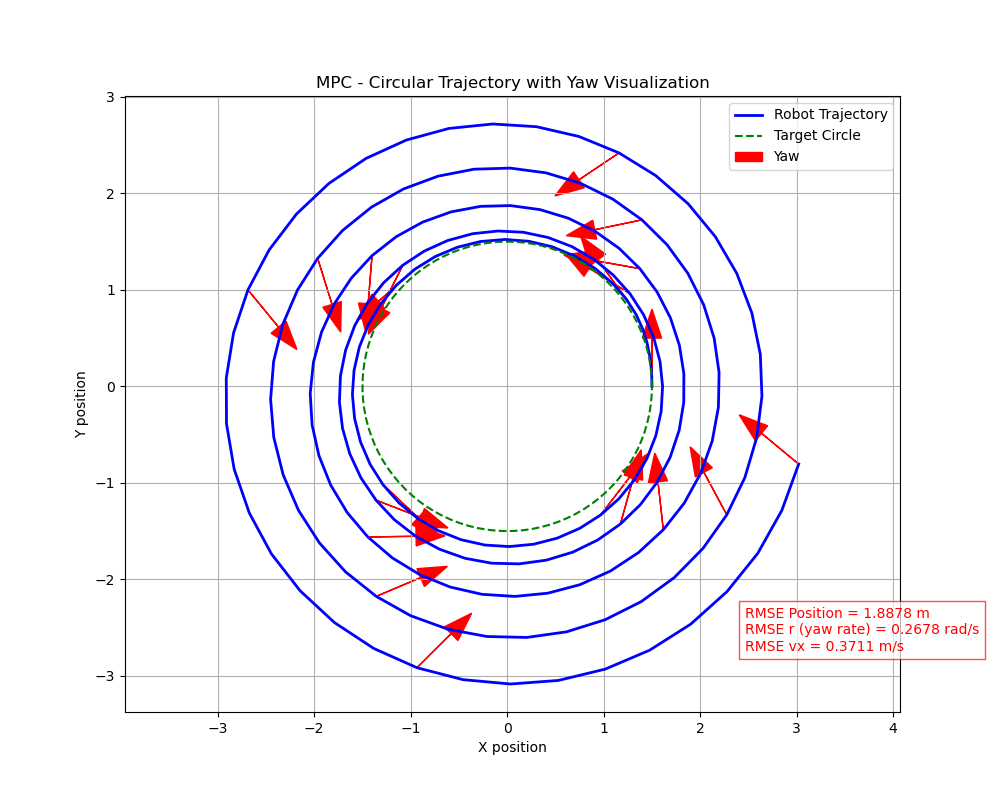 MPC - Circular Trajectory with Yaw Visualization
Robot Trajectory
Target Circle
Yaw
3
2
1
0
−1
−2
−3
Y position
RMSE Position = 1.8878 m
RMSE r (yaw rate) = 0.2678 rad/s
RMSE vx = 0.3711 m/s
−3 −2 −1 0 1 2 3 4
X position